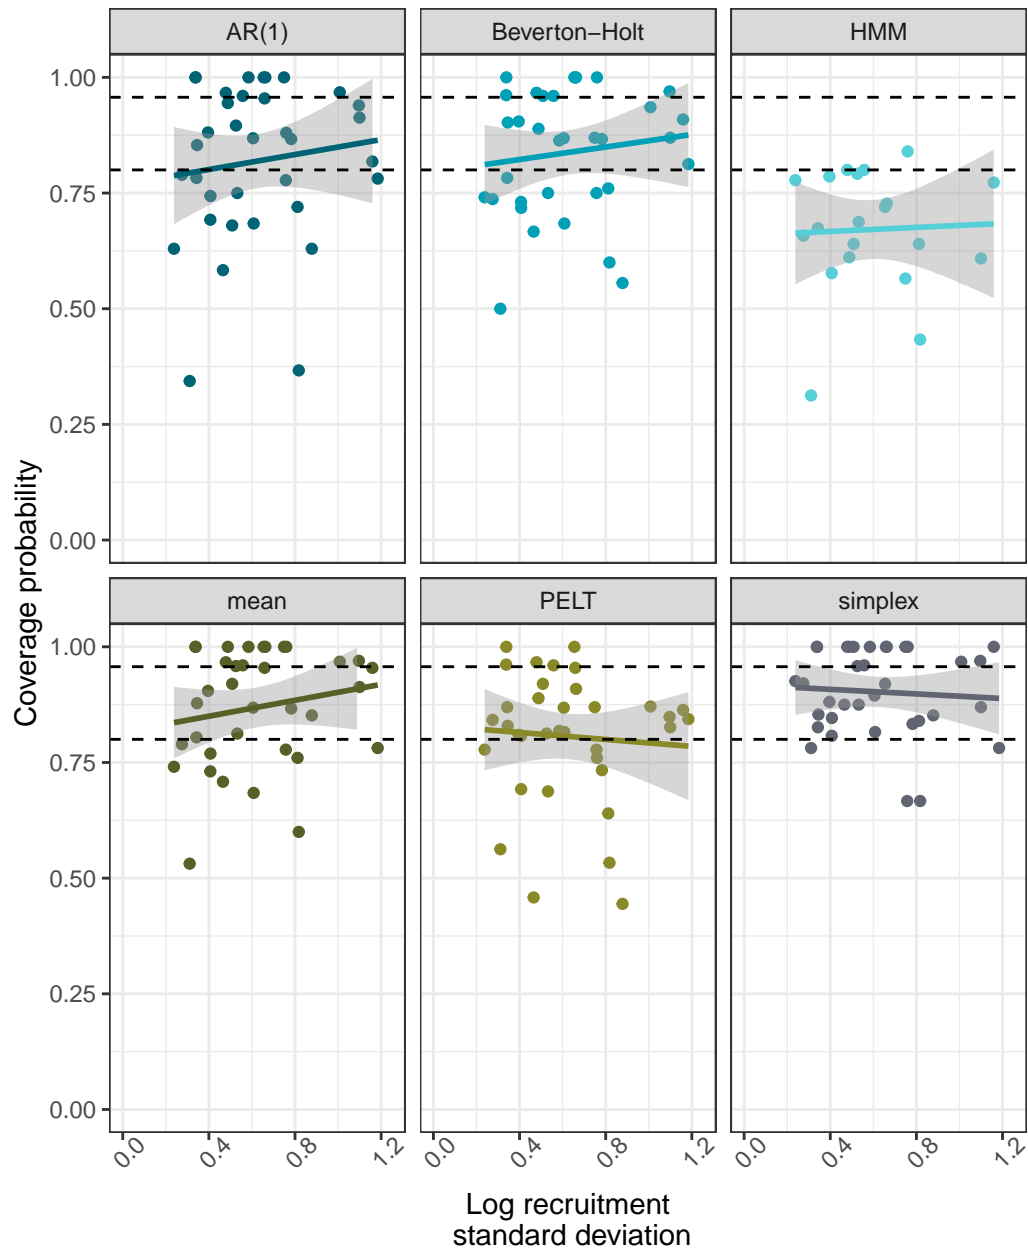 AR(1)
Beverton−Holt
HMM
1.00
0.75
0.50
0.25
0.00
mean
PELT
simplex
1.00
0.75
0.50
0.25
0.00
0.0
0.4
0.8
1.2
0.0
0.4
0.8
1.2
0.0
0.4
0.8
1.2
Coverage probability
Log recruitment
standard deviation